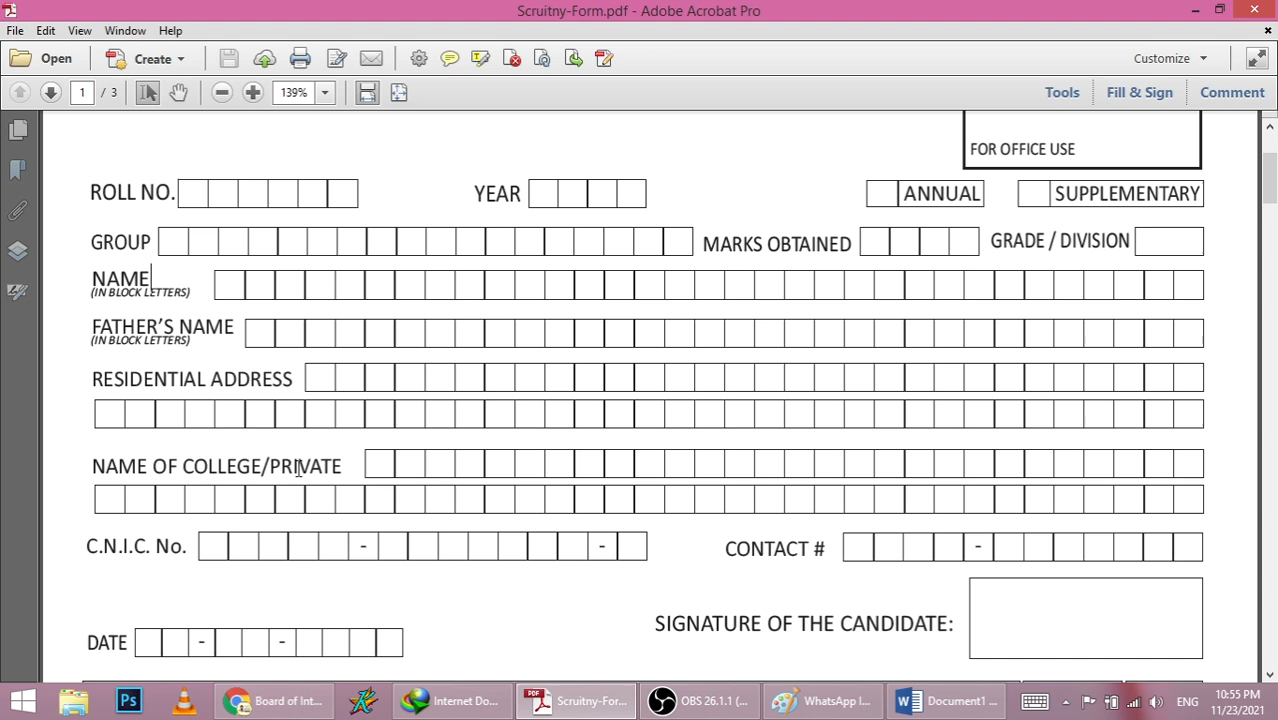 Scruitny-Form.pdf - Adobe Acrobat Pro
File Edit View Window Help
Open Create Customize
1 / 3 139% Tools Fill & Sign Comment
FOR OFFICE USE
ROLL NO. YEAR ANNUAL SUPPLEMENTARY
GROUP MARKS OBTAINED GRADE / DIVISION
NAME
(IN BLOCK LETTERS)
FATHER'S NAME
(IN BLOCK LETTERS)
RESIDENTIAL ADDRESS
NAME OF COLLEGE/PRIVATE
C.N.I.C. No. - - CONTACT # -
SIGNATURE OF THE CANDIDATE:
DATE - -
Ps Board of Int... Internet Do... Scruitny-For... OBS 26.1.1 (... WhatsApp I... Document1 ... ENG 10:55 PM
11/23/2021